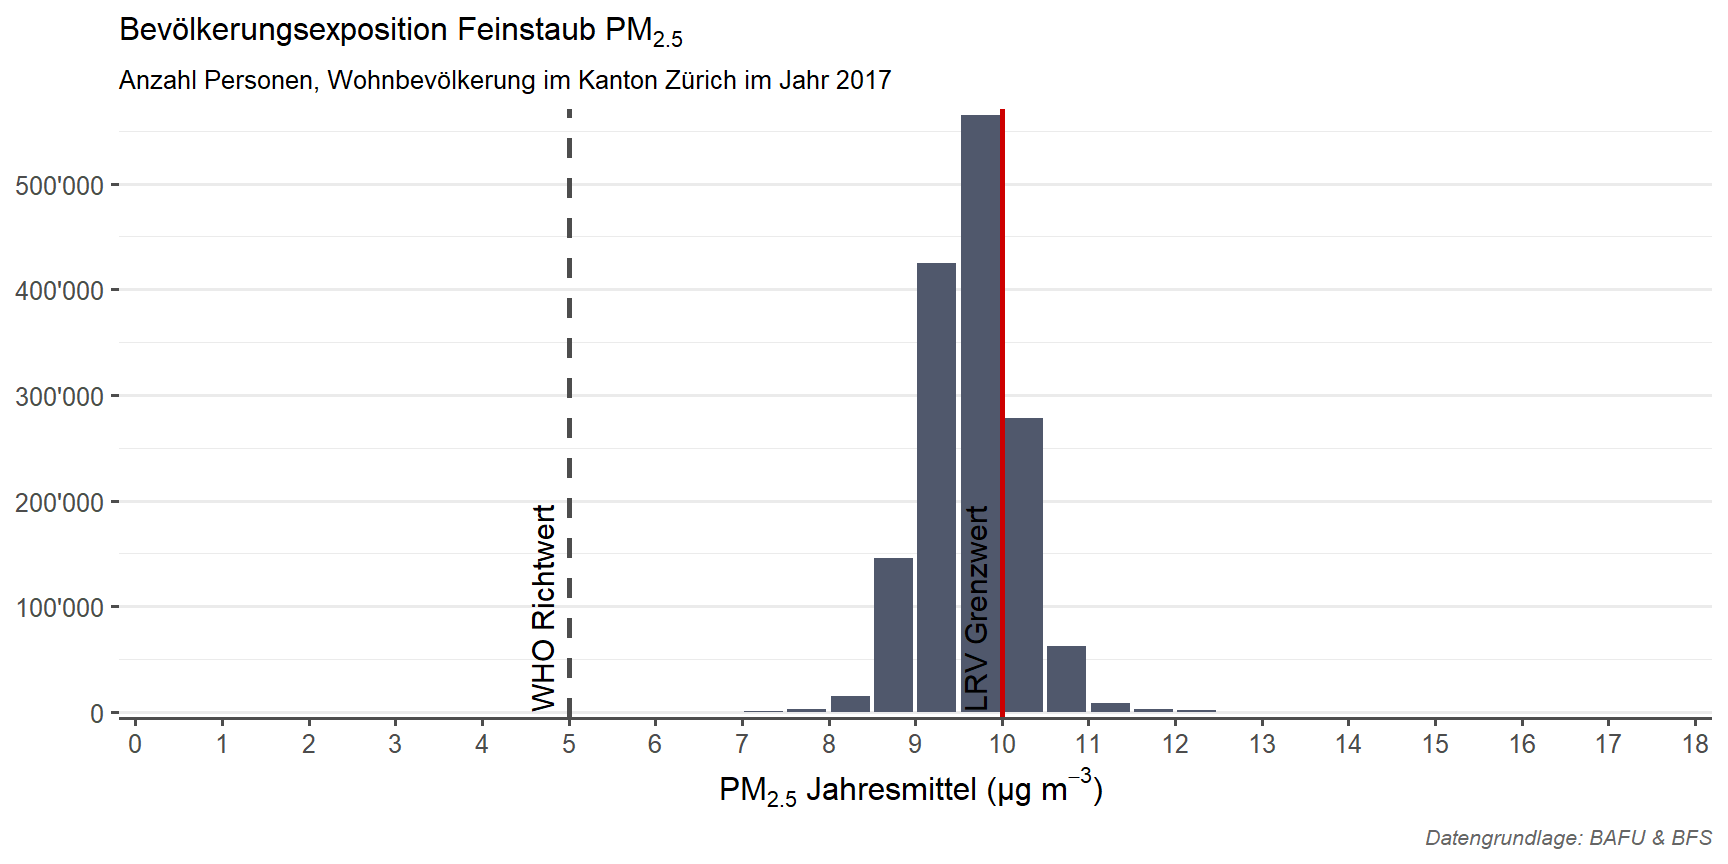 Bevölkerungsexposition Feinstaub PM2.5
Anzahl Personen, Wohnbevölkerung im Kanton Zürich im Jahr 2017
500'000
400'000
300'000
200'000
100'000
0
WHO Richtwert
LRV Grenzwert
0 1 2 3 4 5 6 7 8 9 10 11 12 13 14 15 16 17 18
PM2.5 Jahresmittel (µg m−3)
Datengrundlage: BAFU & BFS